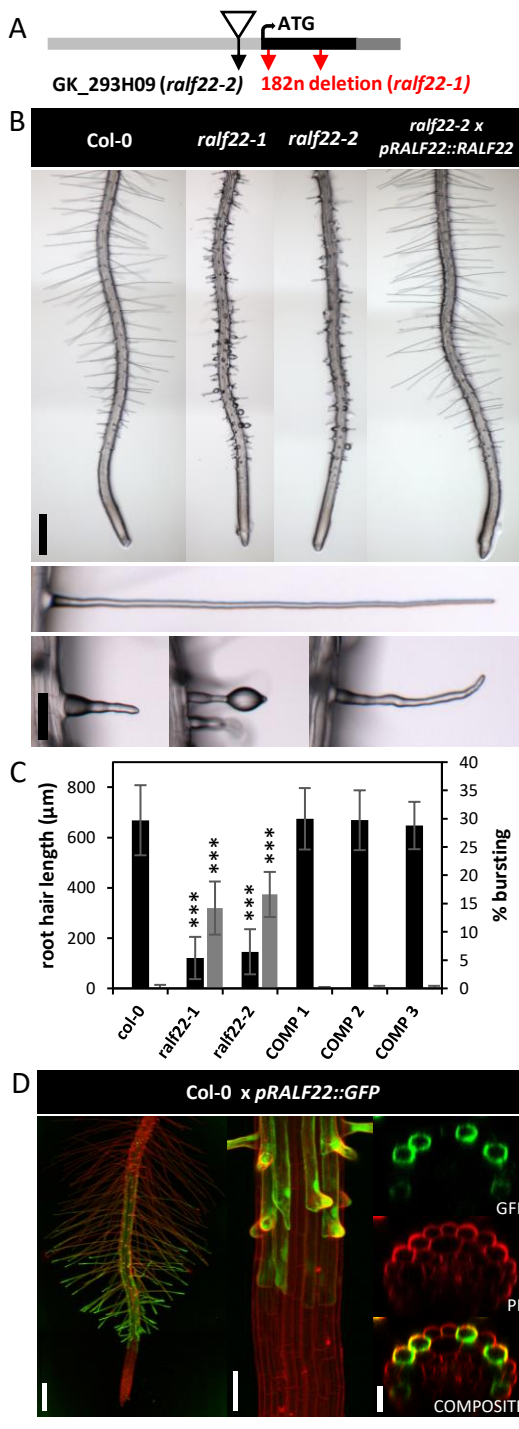 A
ATG
GK_293H09 (ralf22-2) 182n deletion (ralf22-1)
B
Col-0 ralf22-1 ralf22-2 ralf22-2 x
pRALF22::RALF22
C
root hair length (μm)
800
600
400
200
0
*** *** *** ***
40
35
30
25
20
15
10
5
0
% bursting
col-0 ralf22-1 ralf22-2 COMP 1 COMP 2 COMP 3
D
Col-0 x pRALF22::GFP
GF
P
COMPOSIT